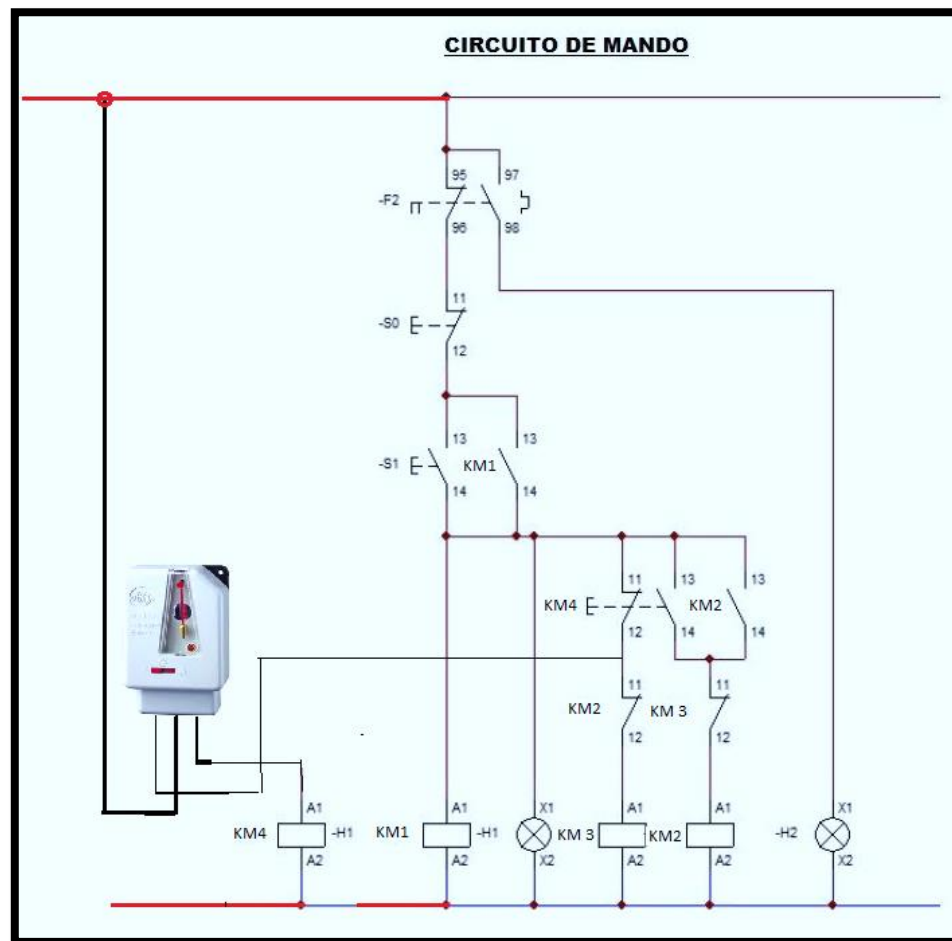 CIRCUITO DE MANDO
95 97
-F2
96 98
11
-S0
12
13 13
-S1 KM1
14 14
11 13 13
KM4 KM2
12 14 14
11 11
KM2 KM 3
12 12
A1 A1 X1 A1 A1 X1
KM4 -H1 KM1 -H1 KM 3 KM2 -H2
A2 A2 X2 A2 A2 X2